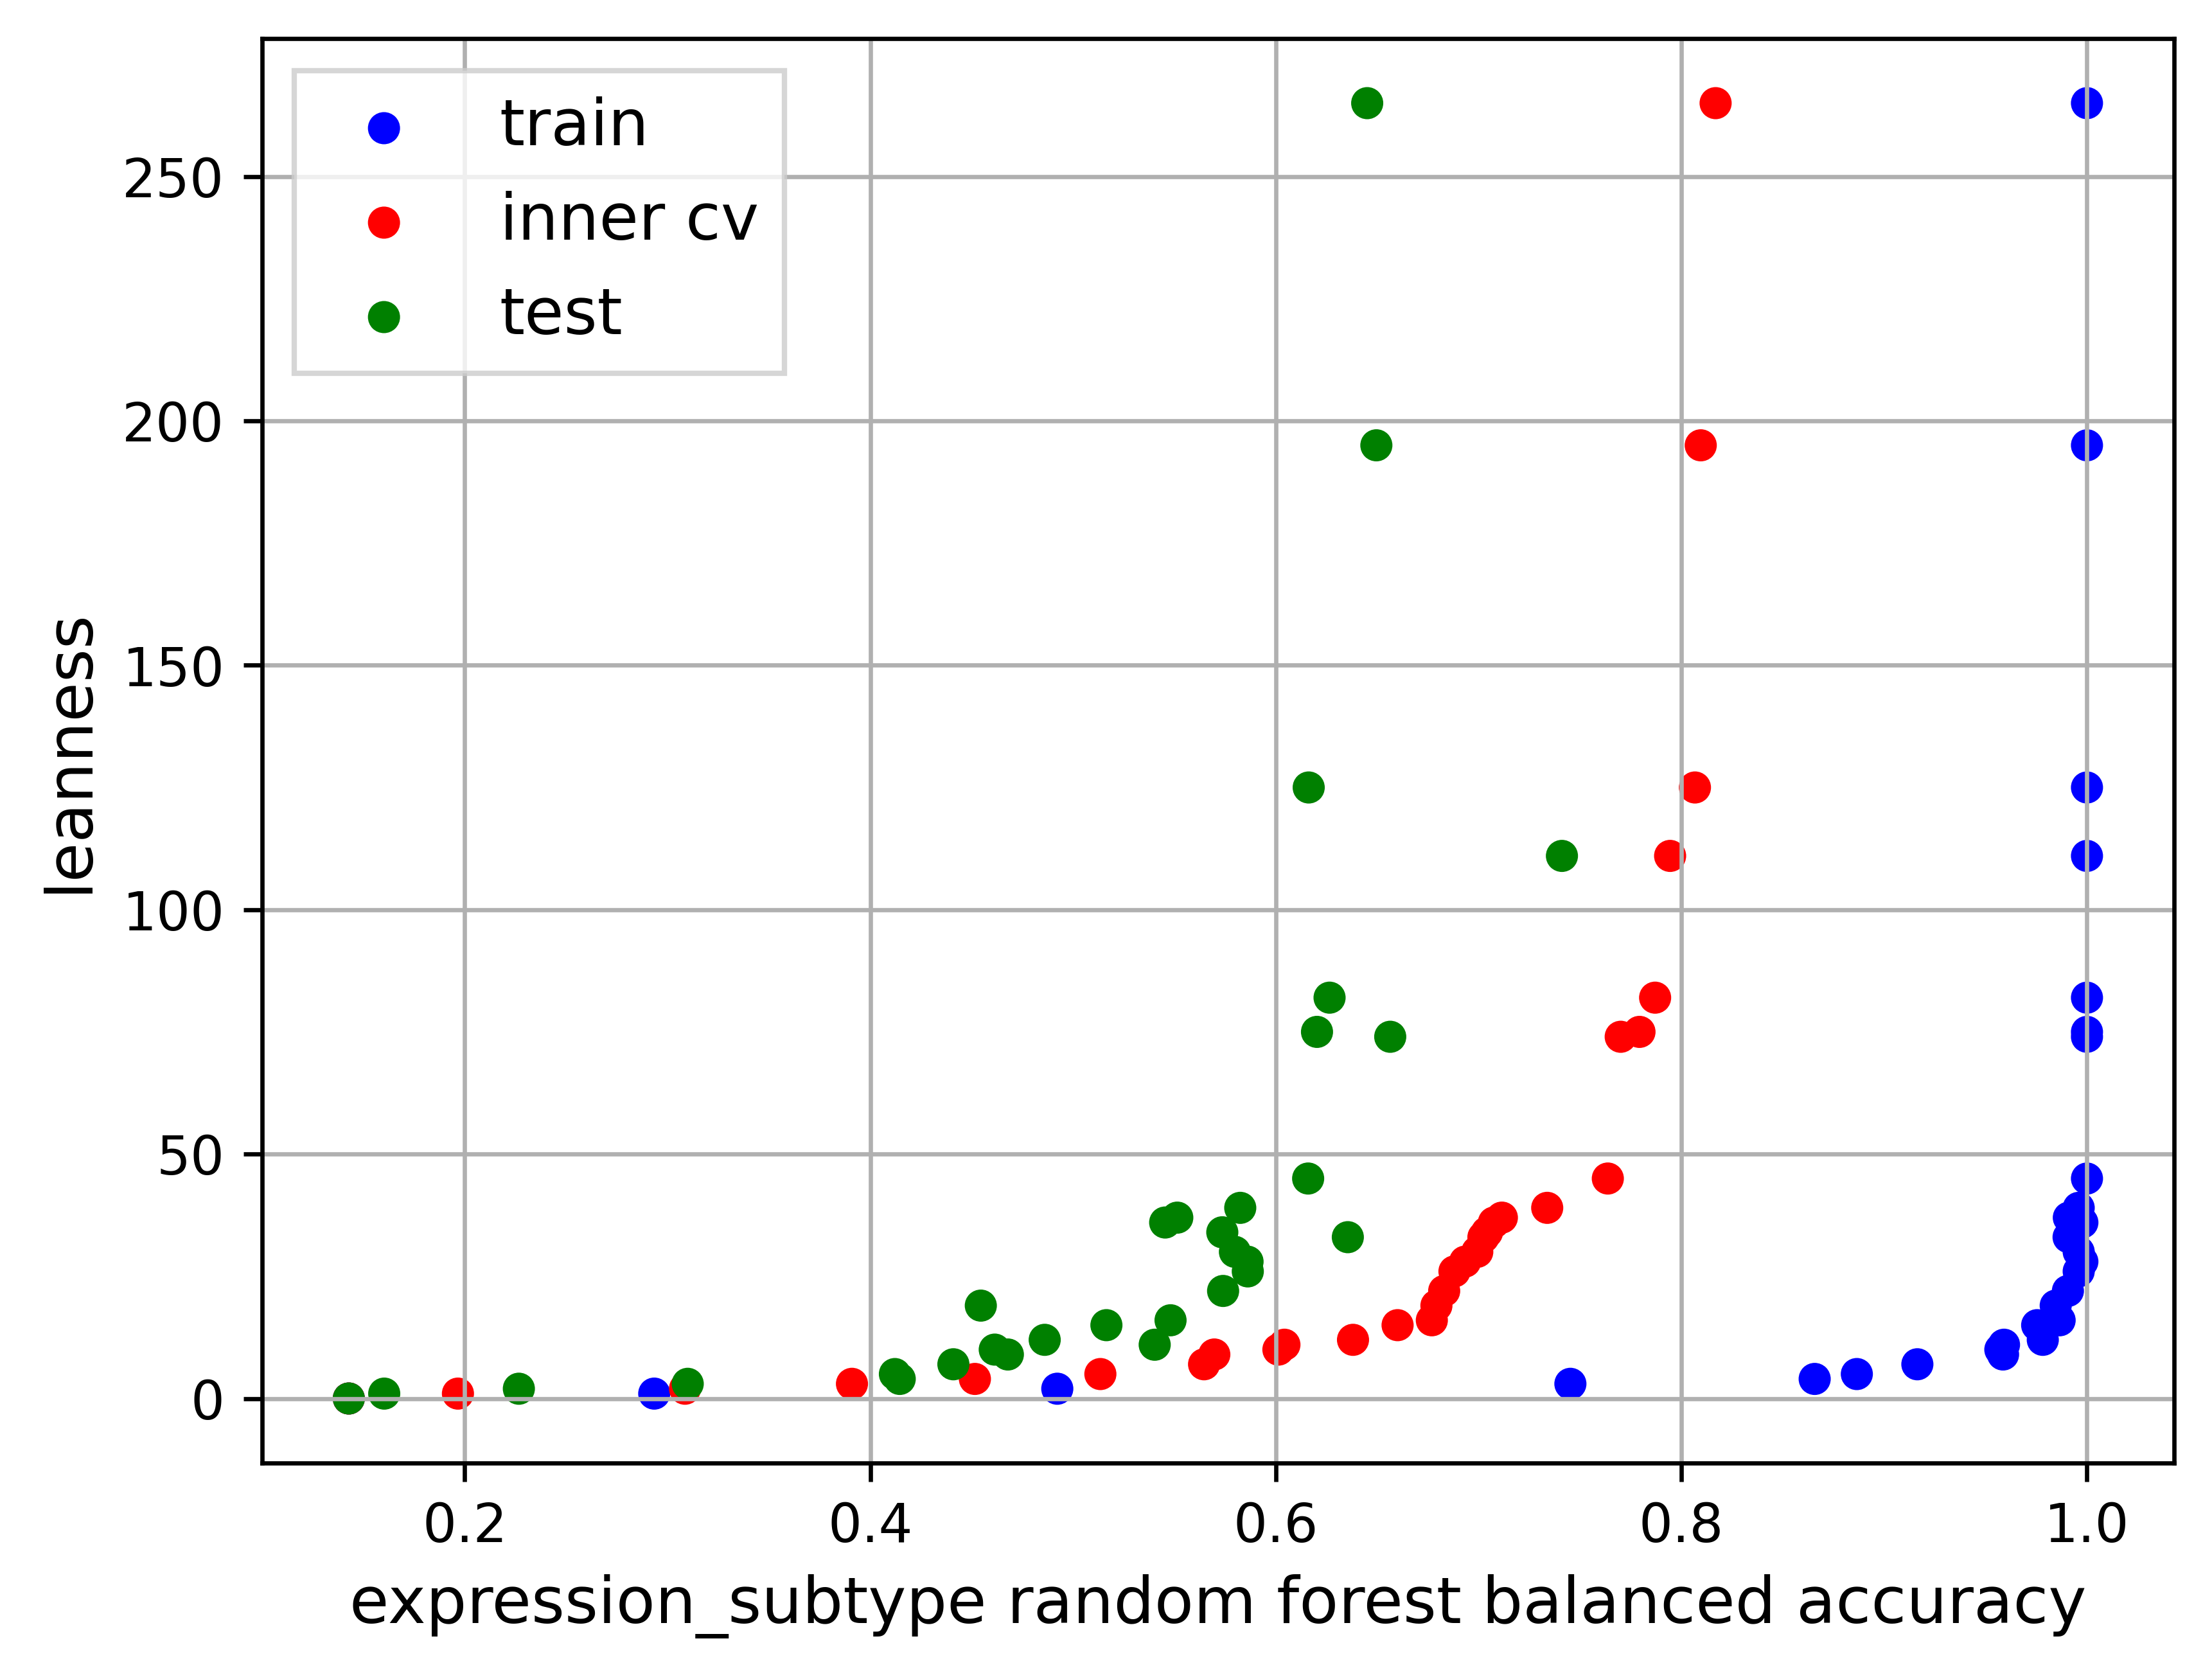 train
inner cv
test
250
200
150
100
50
0
leanness
0.2 0.4 0.6 0.8 1.0
expression_subtype random forest balanced accuracy